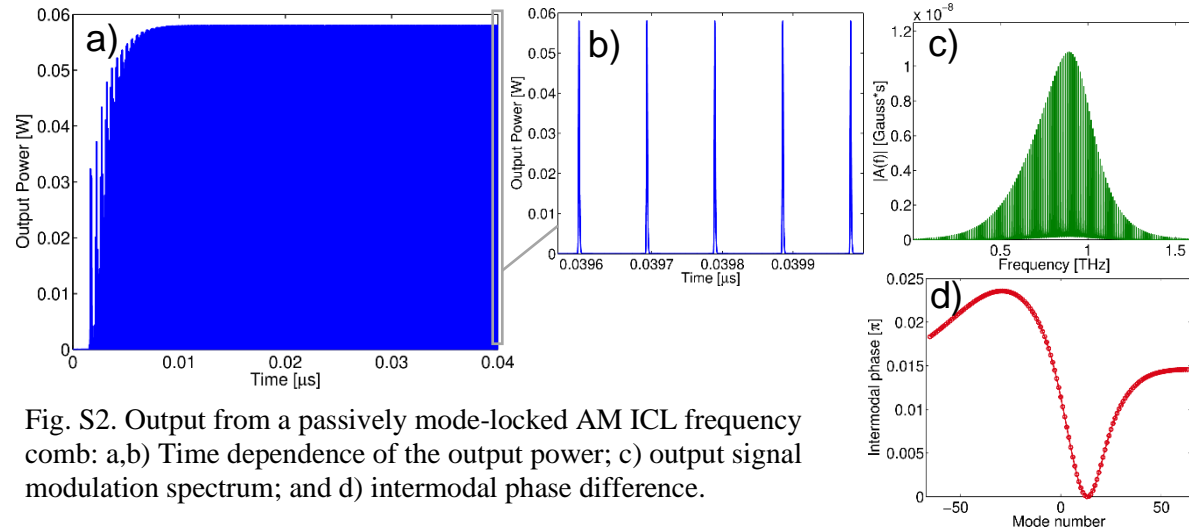 a)
0.06
0.05
0.04
0.03
0.02
0.01
0
Output Power [W]
0
0.01
0.02
0.03
0.04
Time [μs]
b)
0.06
0.05
0.04
0.03
0.02
0.01
0
Output Power [W]
0.0396
0.0397
0.0398
0.0399
Time [μs]
x 10⁻⁸
c)
1.2
1
0.8
0.6
0.4
0.2
0
|A(f)| [Gauss*s]
0.5
1
1.5
Frequency [THz]
d)
0.025
0.02
0.015
0.01
0.005
0
Intermodal phase [π]
−50
0
50
Mode number
Fig. S2. Output from a passively mode-locked AM ICL frequency
comb: a,b) Time dependence of the output power; c) output signal
modulation spectrum; and d) intermodal phase difference.